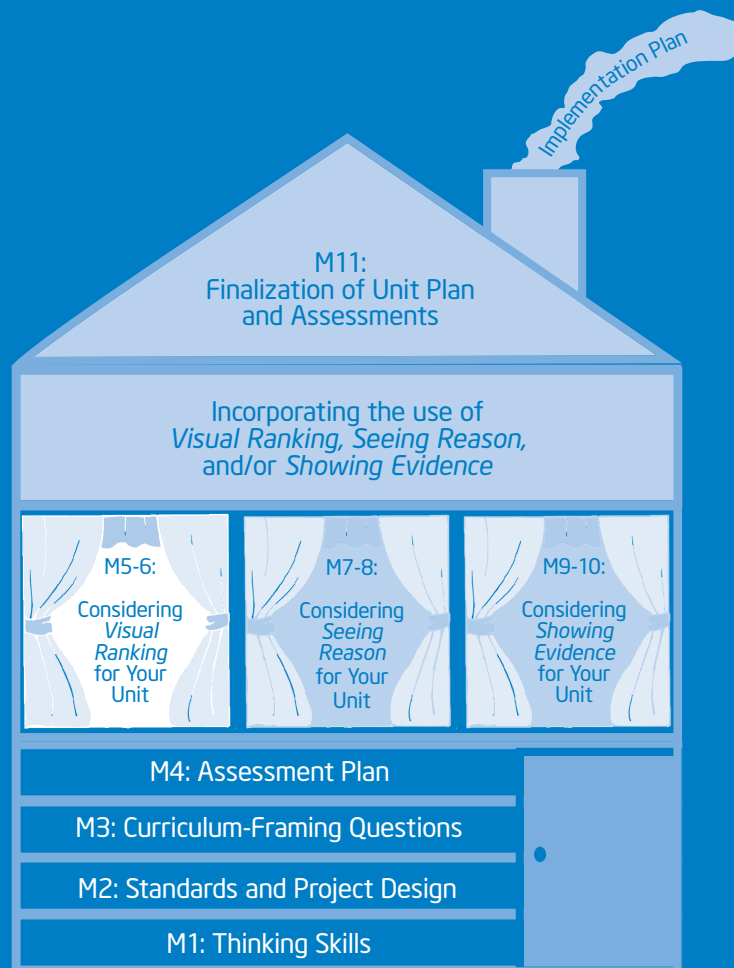 Implementation Plan
M11:
Finalization of Unit Plan
and Assessments
Incorporating the use of
Visual Ranking, Seeing Reason,
and/or Showing Evidence
M5-6:
Considering
Visual
Ranking
for Your
Unit
M7-8:
Considering
Seeing
Reason
for Your
Unit
M9-10:
Considering
Showing
Evidence
for Your
Unit
M4: Assessment Plan
M3: Curriculum-Framing Questions
M2: Standards and Project Design
M1: Thinking Skills